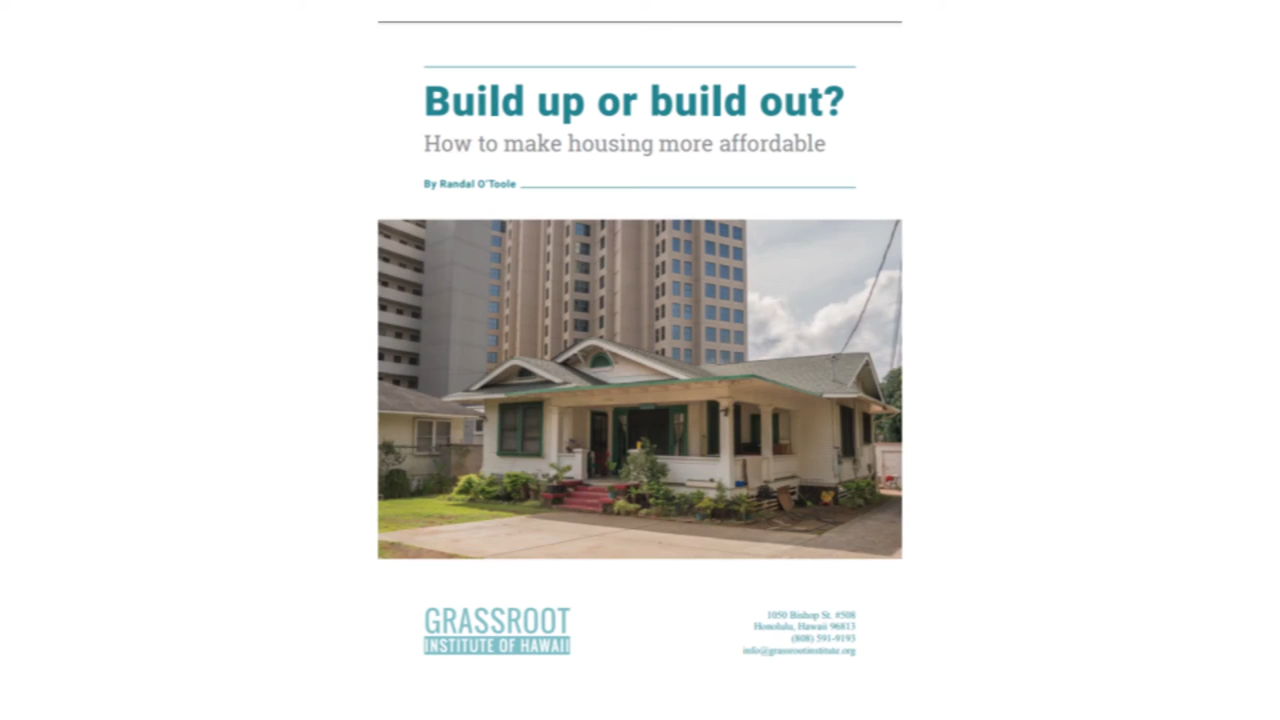 Build up or build out?
How to make housing more affordable
By Randal O'Toole
GRASSROOT
INSTITUTE OF HAWAII
1050 Bishop St. #508
Honolulu, Hawaii 96813
(808) 591-9193
info@grassrootinstitute.org